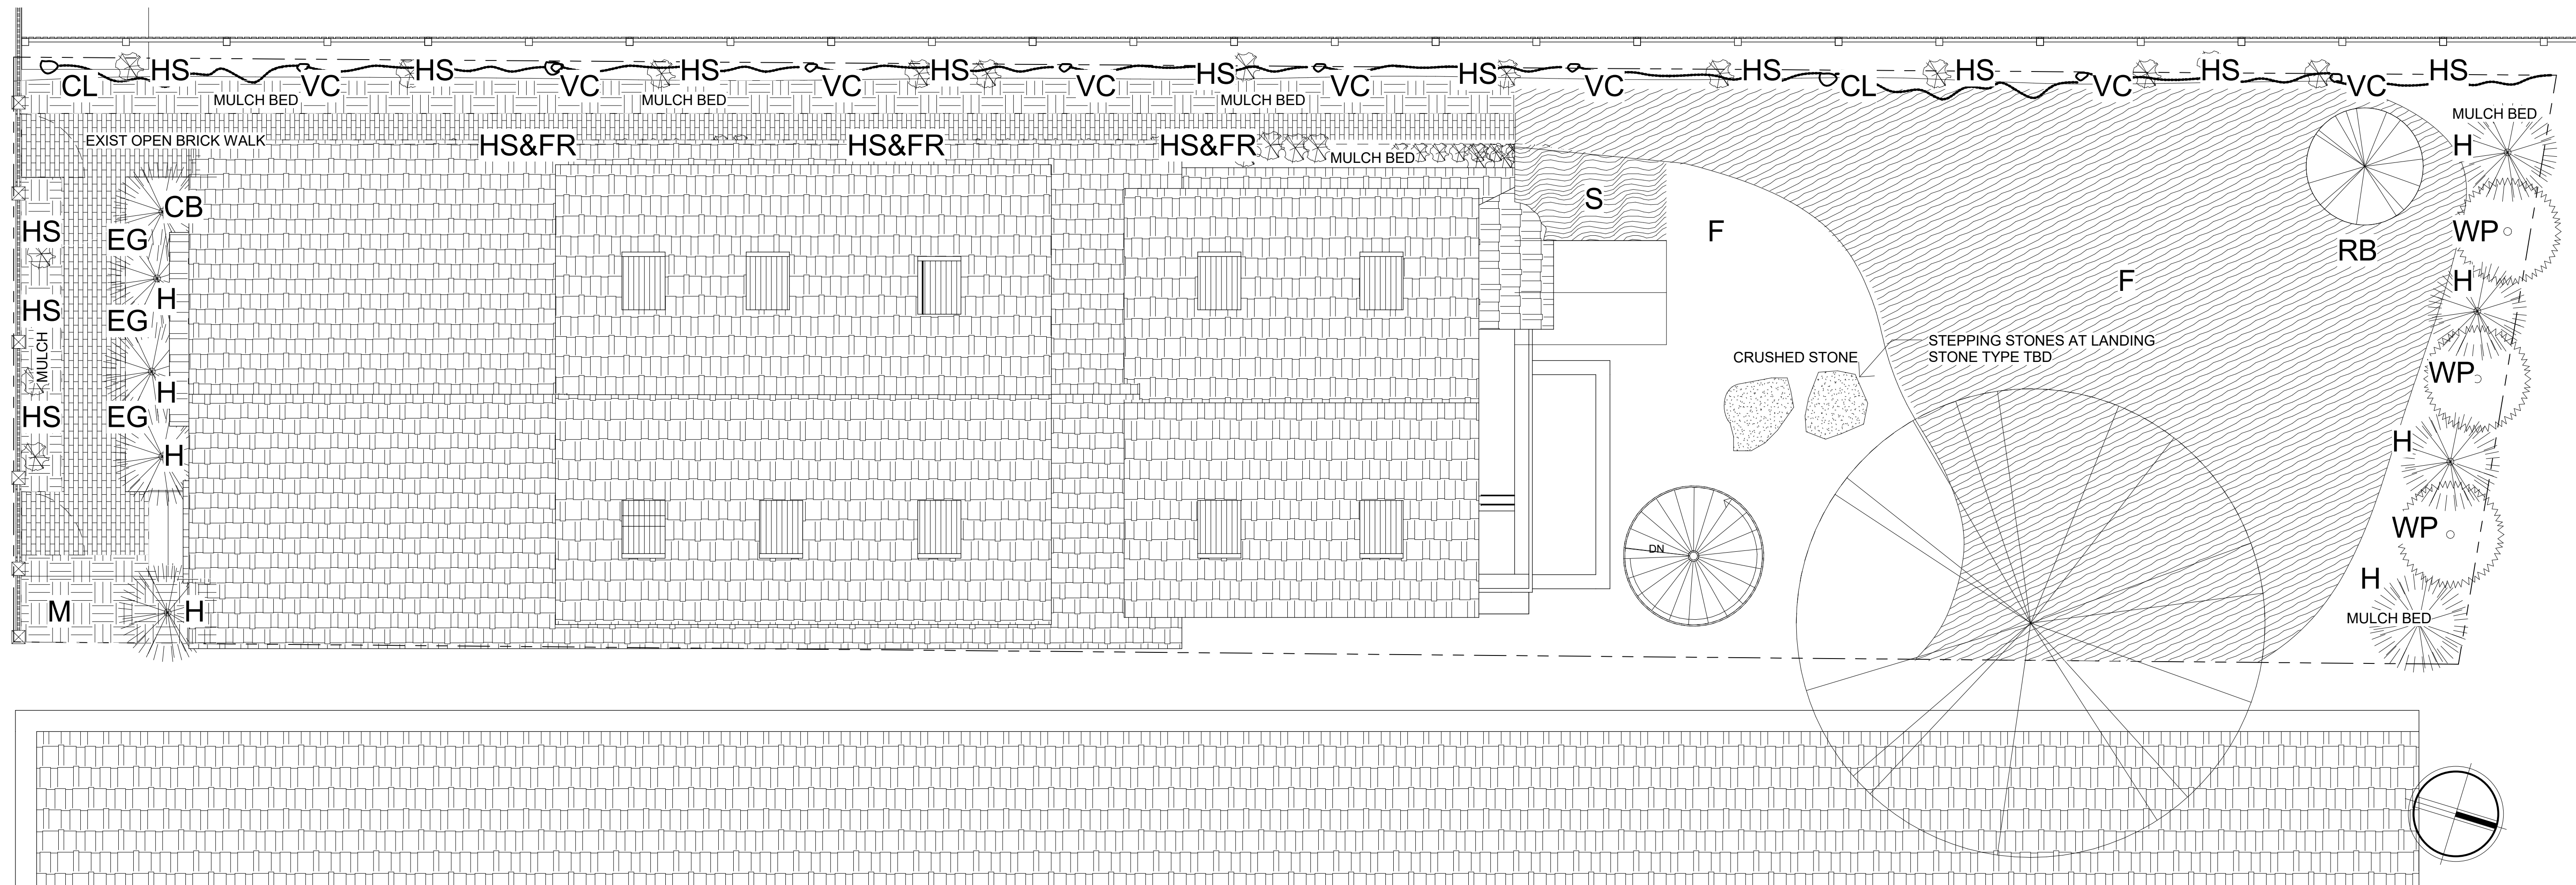 CL HS VC HS VC HS VC HS VC HS VC HS VC HS CL HS VC HS VC HS
MULCH BED MULCH BED MULCH BED MULCH BED
EXIST OPEN BRICK WALK HS&FR HS&FR HS&FR MULCH BED H
CB S
HS EG F WP
RB
H F H
HS EG
MULCH
STEPPING STONES AT LANDING
STONE TYPE TBD
CRUSHED STONE
WP
H
HS EG
H H
WP
DN
H
M H
MULCH BED